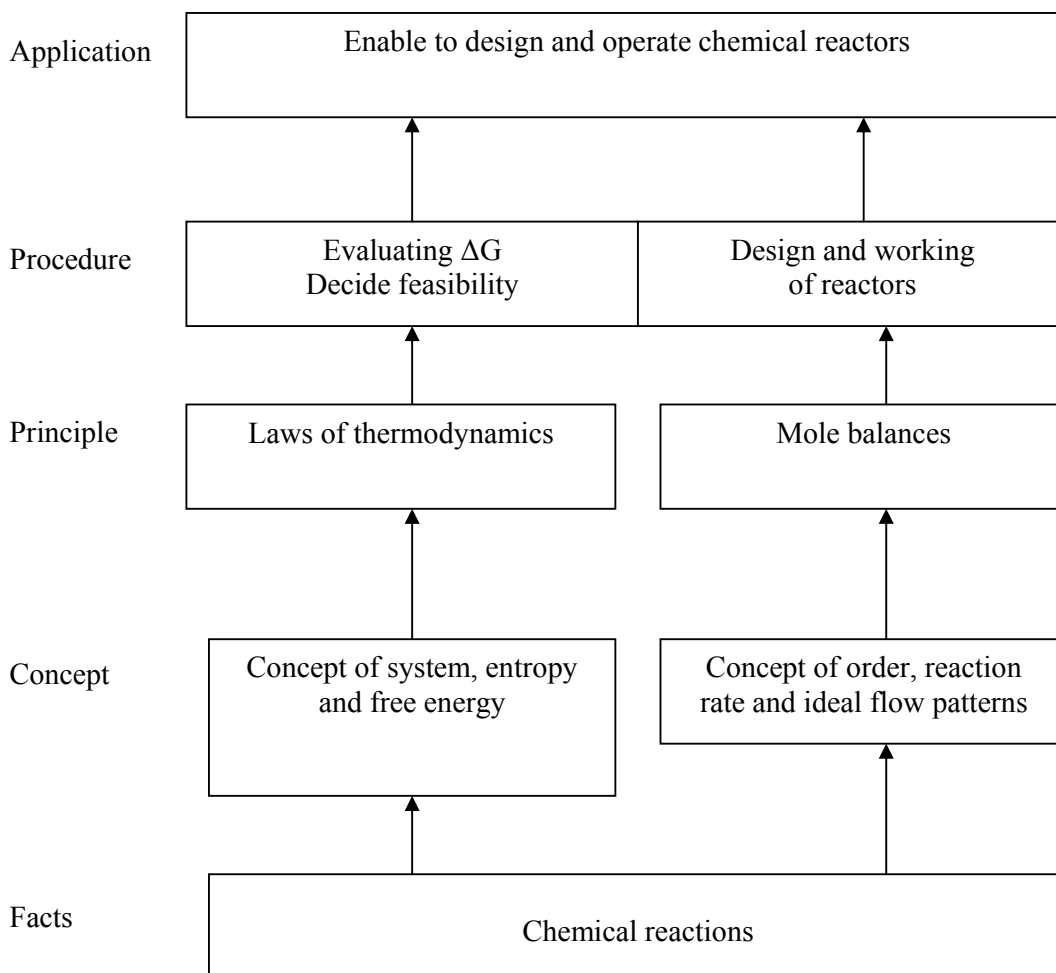 Application
Enable to design and operate chemical reactors
Procedure
Evaluating ΔG
Decide feasibility
Design and working
of reactors
Principle
Laws of thermodynamics
Mole balances
Concept
Concept of system, entropy
and free energy
Concept of order, reaction
rate and ideal flow patterns
Facts
Chemical reactions